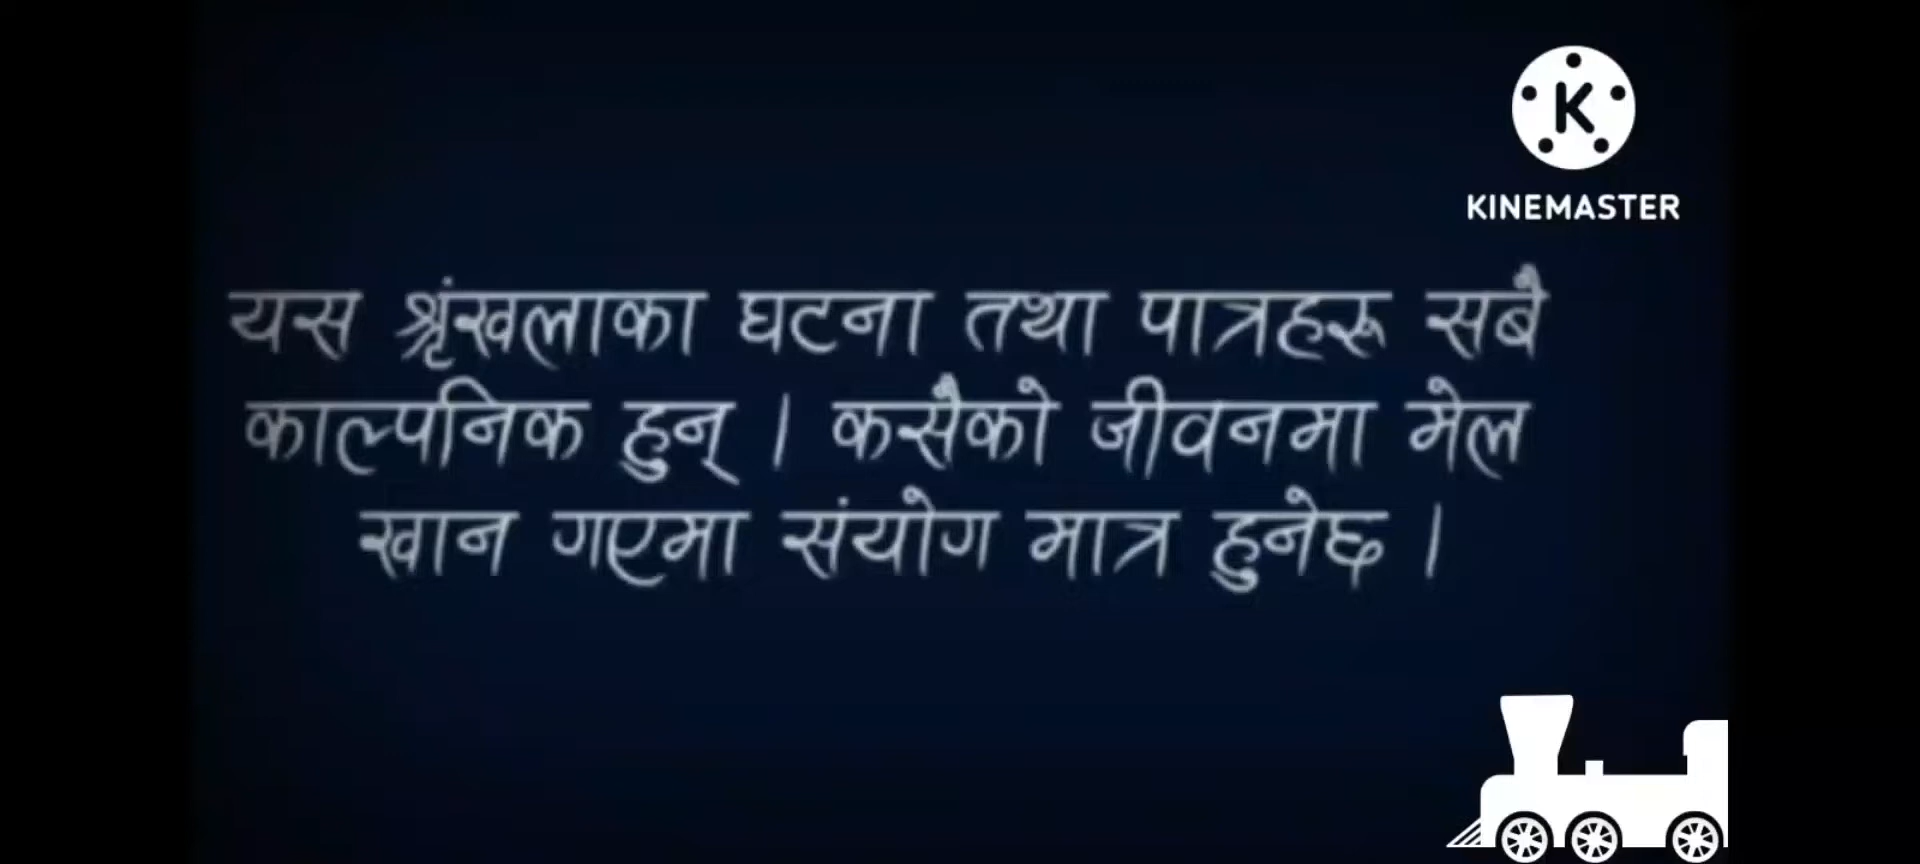 K
KINEMASTER
यस श्रृंखलाका घटना तथा पात्रहरू सबै
काल्पनिक हुन् ।  कसैको जीवनमा मेल
खान गएमा संयोग मात्र हुनेछ ।